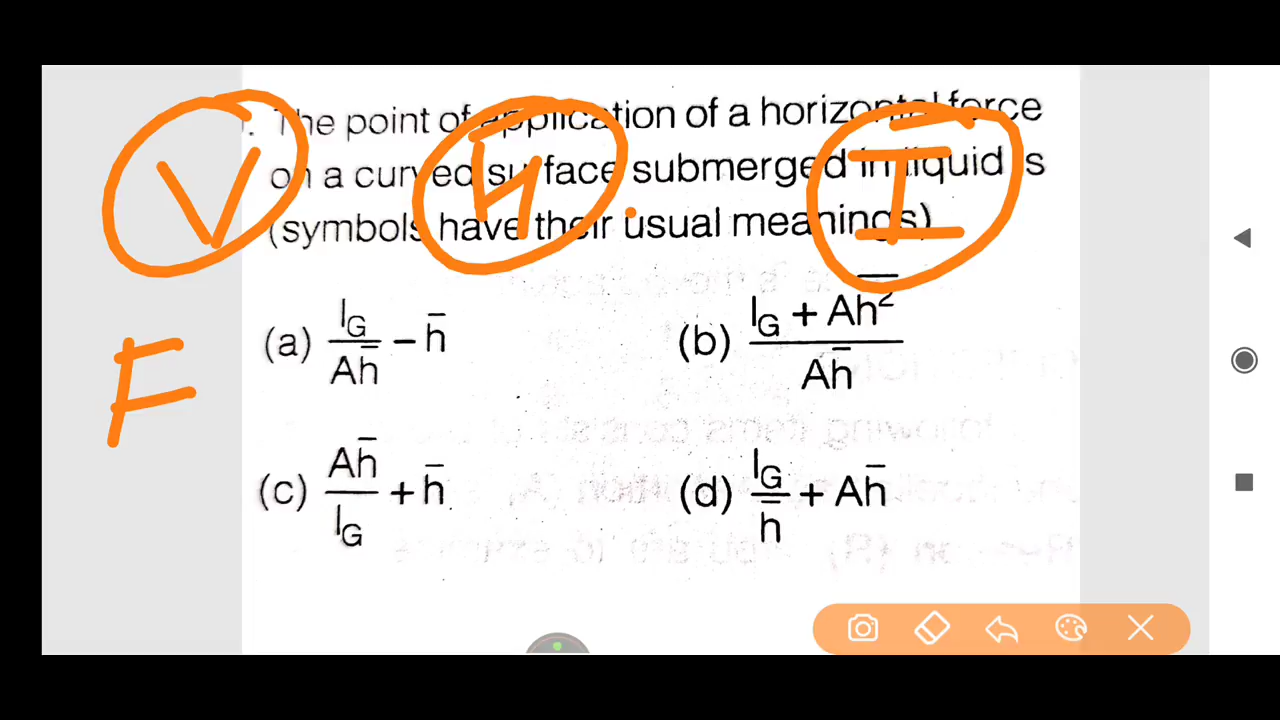 The point of application of a horizontal force
on a curved surface submerged in liquid is
(symbols have their usual meanings)
(a) I_G / Ah̄ − h̄ (b) I_G + Ah̄² / Ah̄
(c) Ah̄ / I_G + h̄ (d) I_G / h̄ + Ah̄
V
I
F